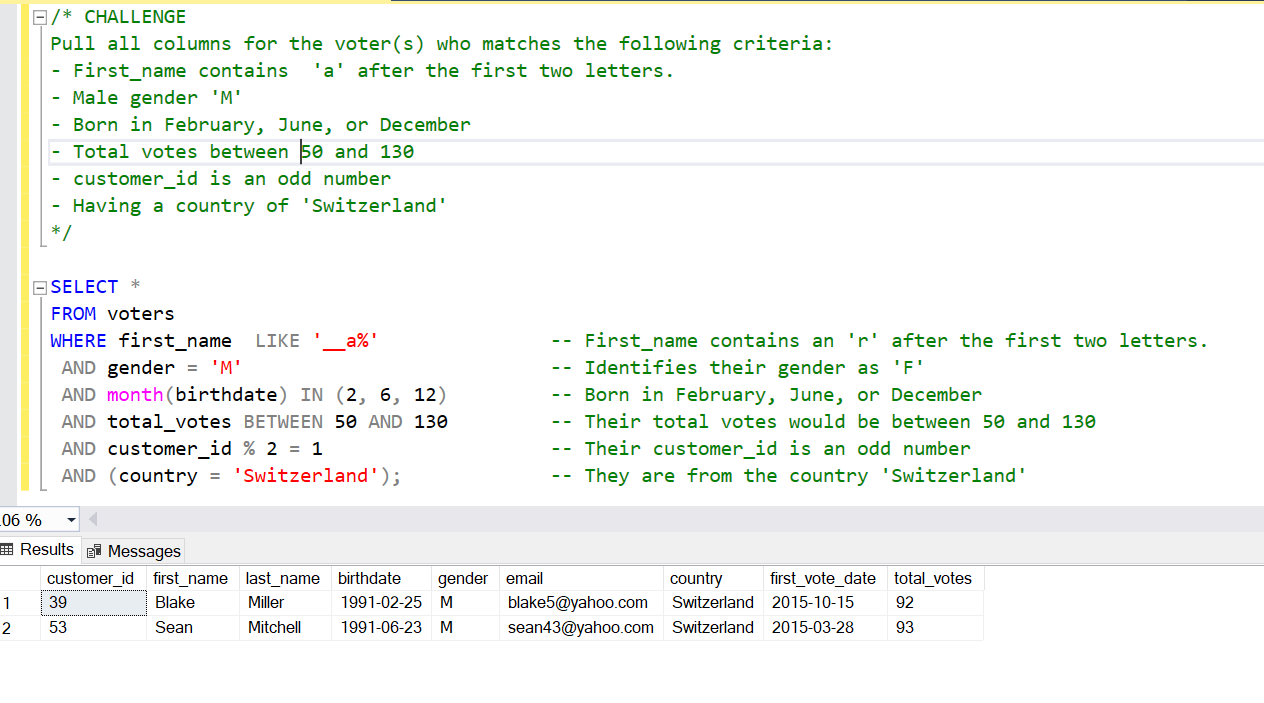 /* CHALLENGE
Pull all columns for the voter(s) who matches the following criteria:
- First_name contains  'a' after the first two letters.
- Male gender 'M'
- Born in February, June, or December
- Total votes between 50 and 130
- customer_id is an odd number
- Having a country of 'Switzerland'
*/
SELECT *
FROM voters
WHERE first_name  LIKE '__a%' -- First_name contains an 'r' after the first two letters.
AND gender = 'M' -- Identifies their gender as 'F'
AND month(birthdate) IN (2, 6, 12) -- Born in February, June, or December
AND total_votes BETWEEN 50 AND 130 -- Their total votes would be between 50 and 130
AND customer_id % 2 = 1 -- Their customer_id is an odd number
AND (country = 'Switzerland'); -- They are from the country 'Switzerland'
.06 %
Results Messages
customer_id first_name last_name birthdate gender email country first_vote_date total_votes
1 39 Blake Miller 1991-02-25 M blake5@yahoo.com Switzerland 2015-10-15 92
2 53 Sean Mitchell 1991-06-23 M sean43@yahoo.com Switzerland 2015-03-28 93